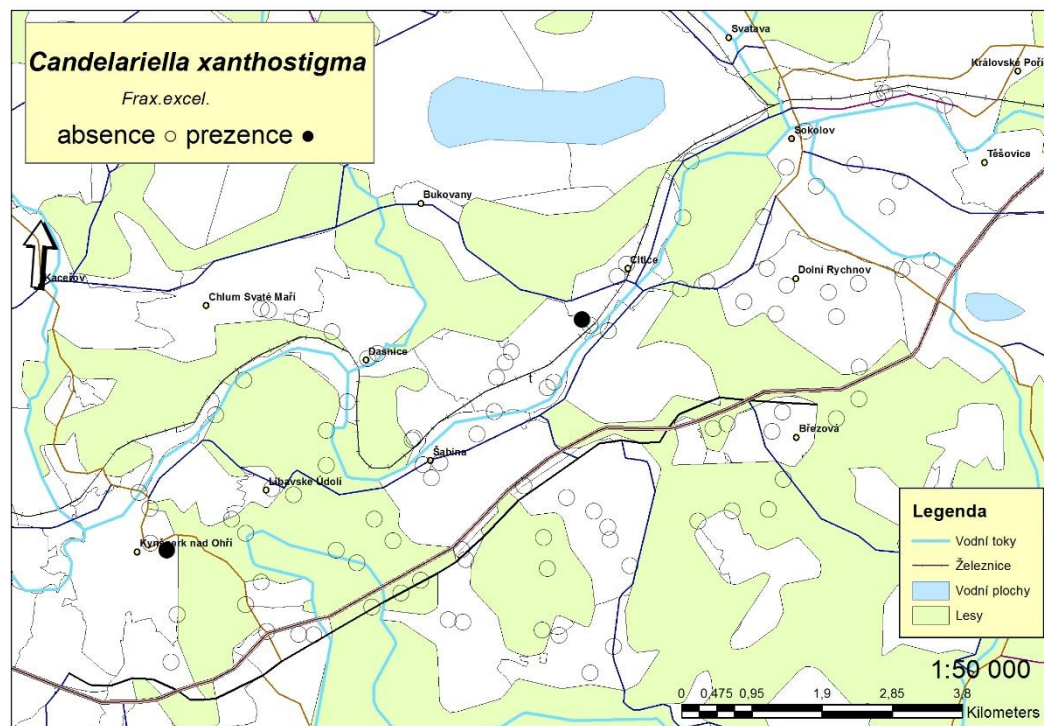 Candelariella xanthostigma
Frax.excel.
absence ○ prezence ●
Svatava
Královské Poří
Sokolov
Těšovice
Bukovany
Citice
Dolní Rychnov
Kaceřov
Chlum Svaté Maří
Dasnice
t
Březová
Šabina
Libavské Údolí
Kynšperk nad Ohří
Legenda
Vodní toky
Železnice
Vodní plochy
Lesy
1:50 000
0 0,475 0,95 1,9 2,85 3,8
Kilometers